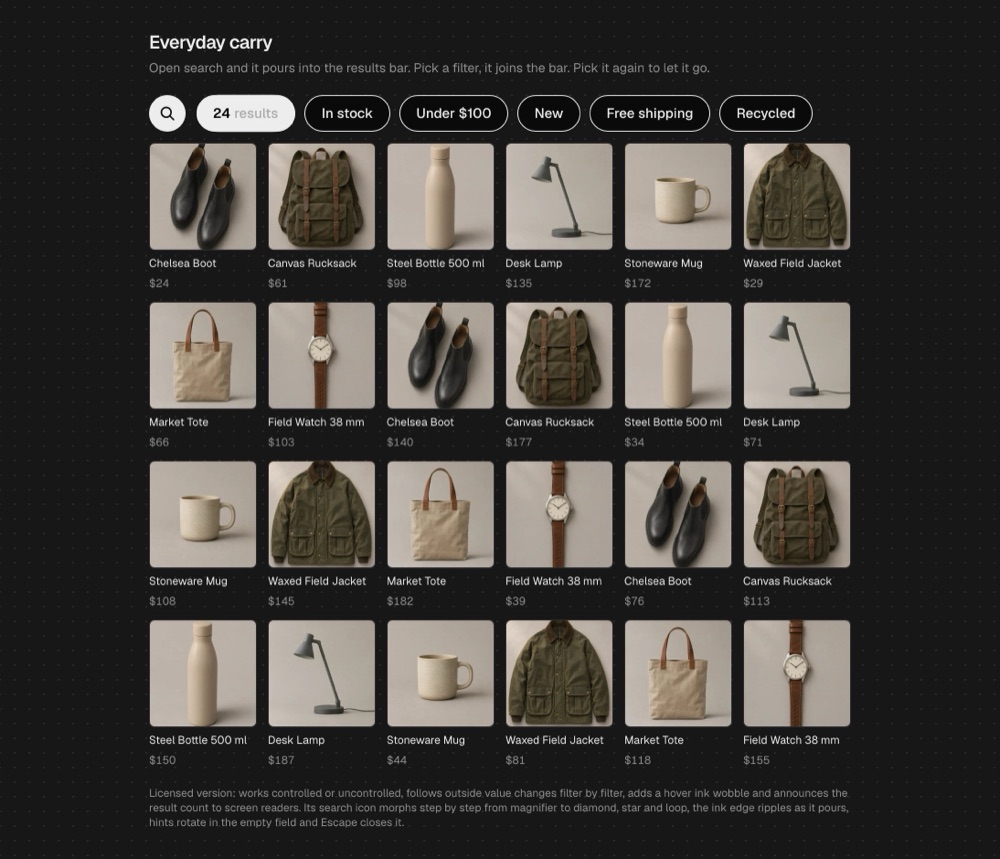 Everyday carry
Open search and it pours into the results bar. Pick a filter, it joins the bar. Pick it again to let it go.
24 results In stock Under $100 New Free shipping Recycled
Chelsea Boot Canvas Rucksack Steel Bottle 500 ml Desk Lamp Stoneware Mug Waxed Field Jacket
$24 $61 $98 $135 $172 $29
Market Tote Field Watch 38 mm Chelsea Boot Canvas Rucksack Steel Bottle 500 ml Desk Lamp
$66 $103 $140 $177 $34 $71
Stoneware Mug Waxed Field Jacket Market Tote Field Watch 38 mm Chelsea Boot Canvas Rucksack
$108 $145 $182 $39 $76 $113
Steel Bottle 500 ml Desk Lamp Stoneware Mug Waxed Field Jacket Market Tote Field Watch 38 mm
$150 $187 $44 $81 $118 $155
Licensed version: works controlled or uncontrolled, follows outside value changes filter by filter, adds a hover ink wobble and announces the
result count to screen readers. Its search icon morphs step by step from magnifier to diamond, star and loop, the ink edge ripples as it pours,
hints rotate in the empty field and Escape closes it.